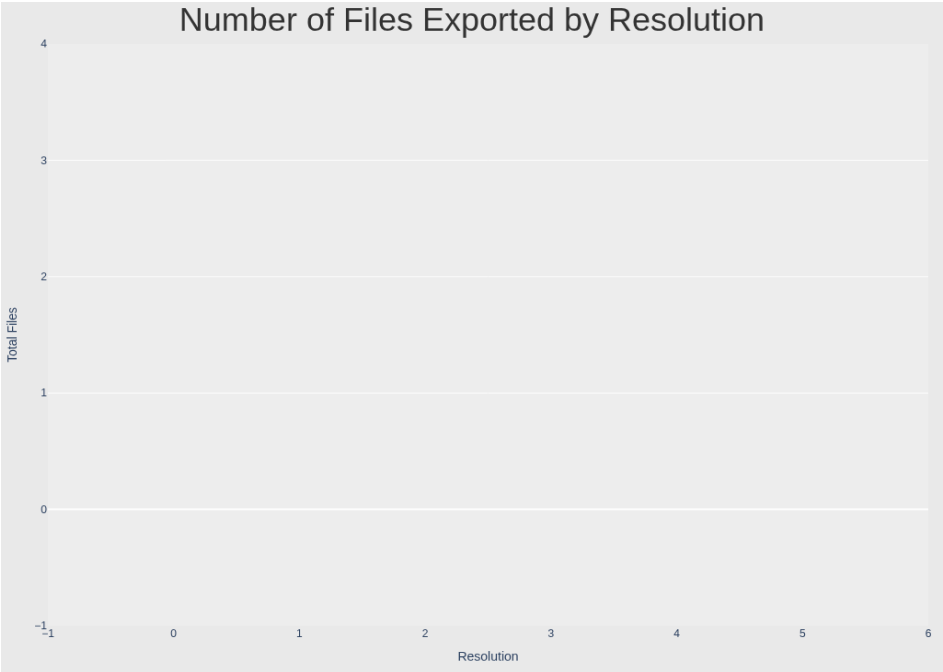 Number of Files Exported by Resolution
4
3
2
1
0
−1
Total Files
−1 0 1 2 3 4 5 6
Resolution